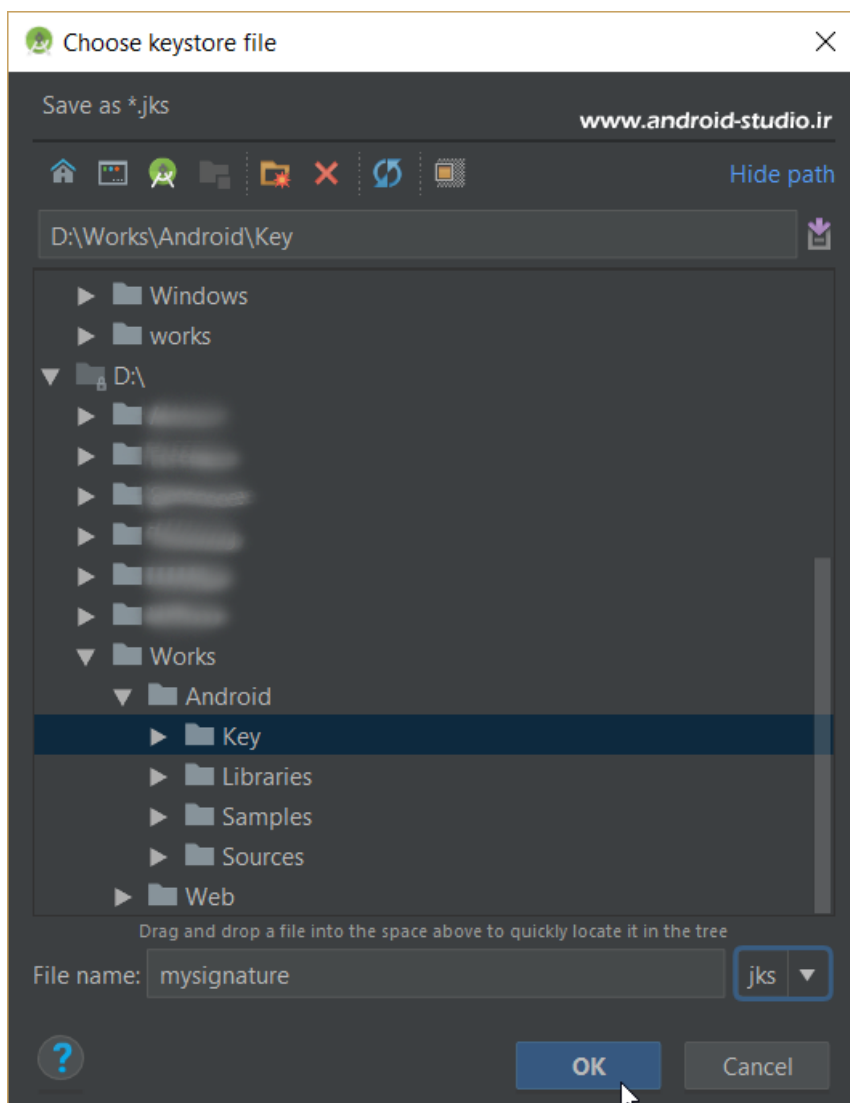 Choose keystore file
Save as *.jks
www.android-studio.ir
Hide path
D:\Works\Android\Key
Windows
works
D:\
Works
Android
Key
Libraries
Samples
Sources
Web
Drag and drop a file into the space above to quickly locate it in the tree
File name: mysignature jks
?
OK Cancel